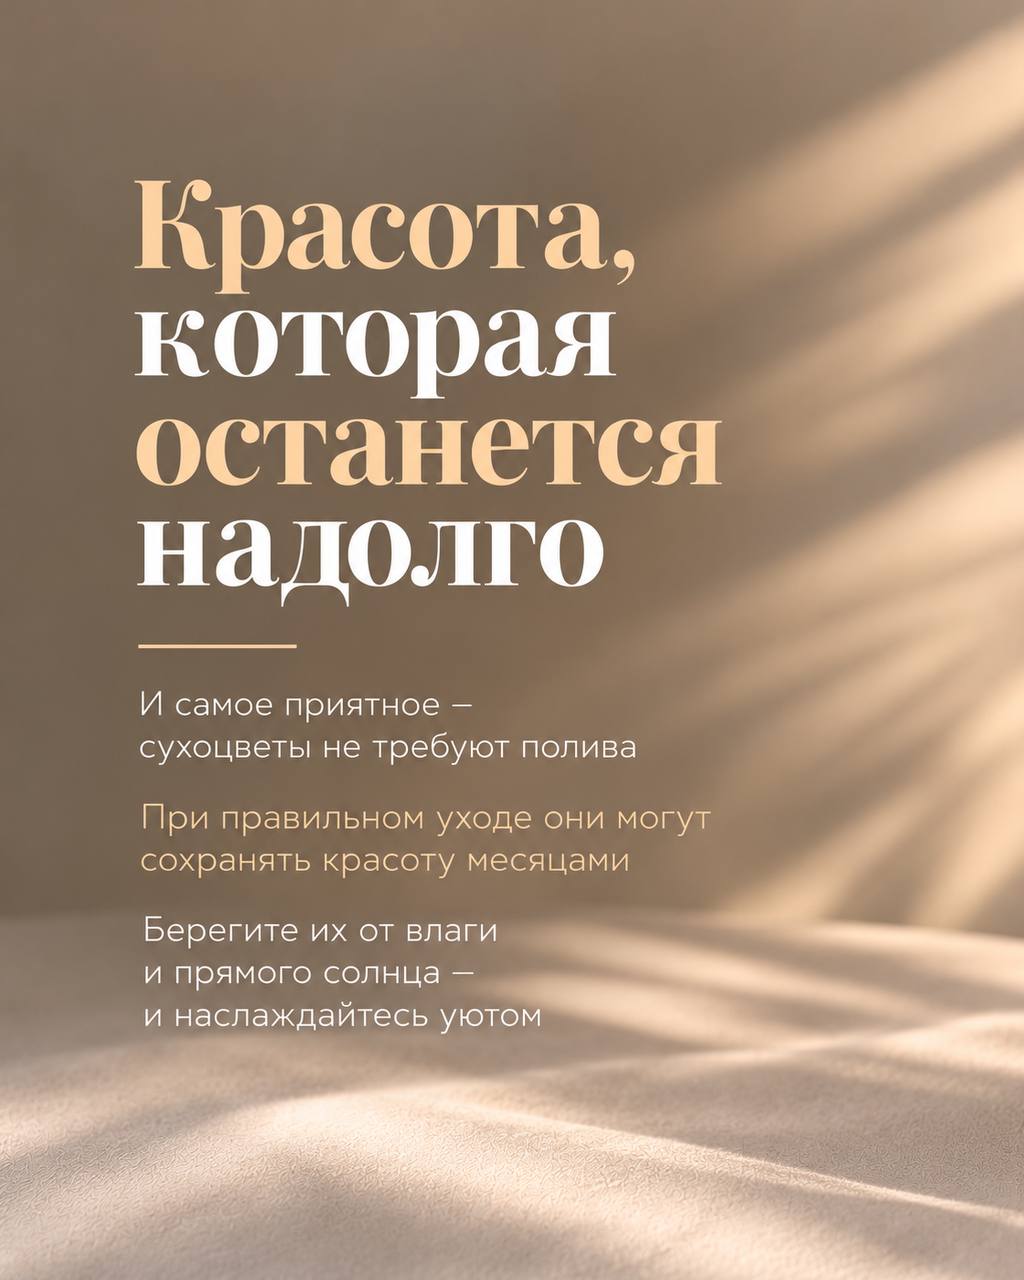 Красота,
которая
останется
надолго
И самое приятное —
сухоцветы не требуют полива
При правильном уходе они могут
сохранять красоту месяцами
Берегите их от влаги
и прямого солнца —
и наслаждайтесь уютом